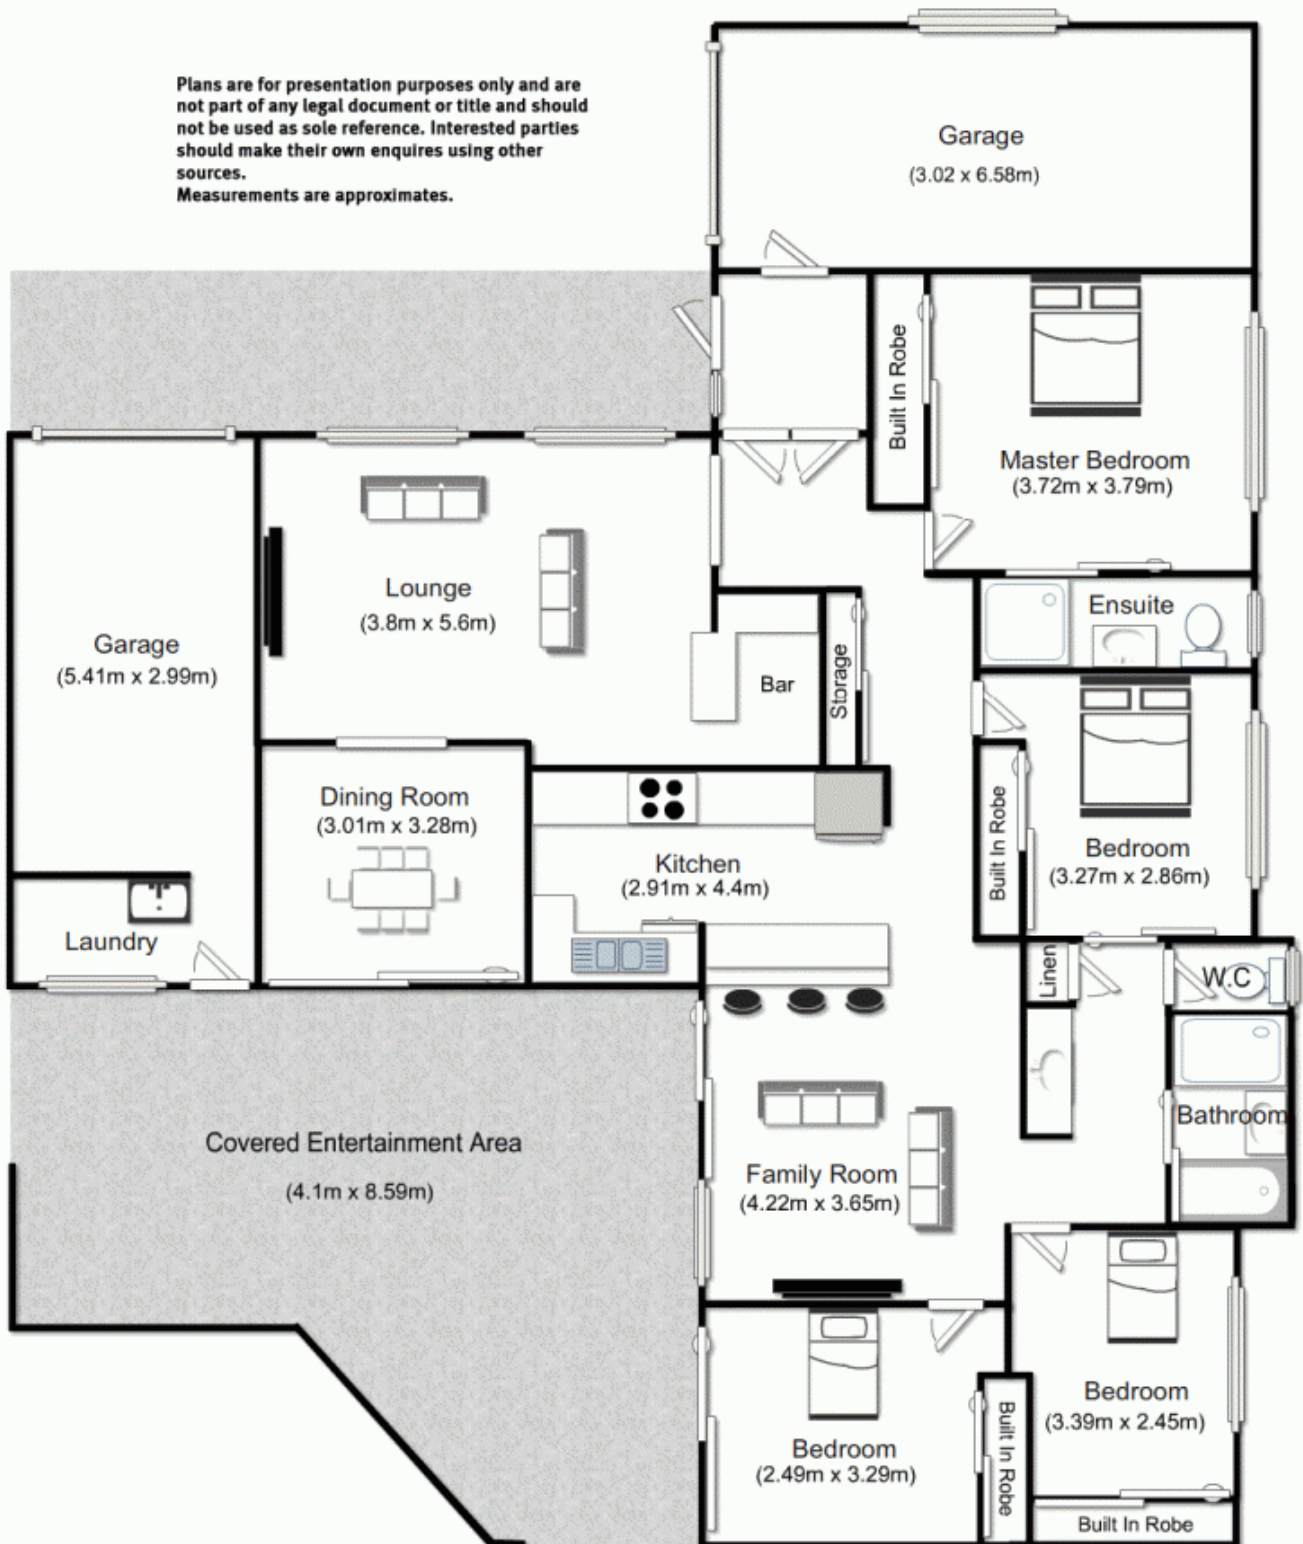 Plans are for presentation purposes only and are
not part of any legal document or title and should
not be used as sole reference. Interested parties
should make their own enquires using other
sources.
Measurements are approximates.
Garage
(3.02 x 6.58m)
Built In Robe
Master Bedroom
(3.72m x 3.79m)
Lounge
(3.8m x 5.6m)
Garage
(5.41m x 2.99m)
Ensuite
Bar
Storage
Dining Room
(3.01m x 3.28m)
Kitchen
(2.91m x 4.4m)
Built In Robe
Bedroom
(3.27m x 2.86m)
Laundry
Linen
W.C
Bathroom
Covered Entertainment Area
(4.1m x 8.59m)
Family Room
(4.22m x 3.65m)
Bedroom
(3.39m x 2.45m)
Bedroom
(2.49m x 3.29m)
Built In Robe
Built In Robe